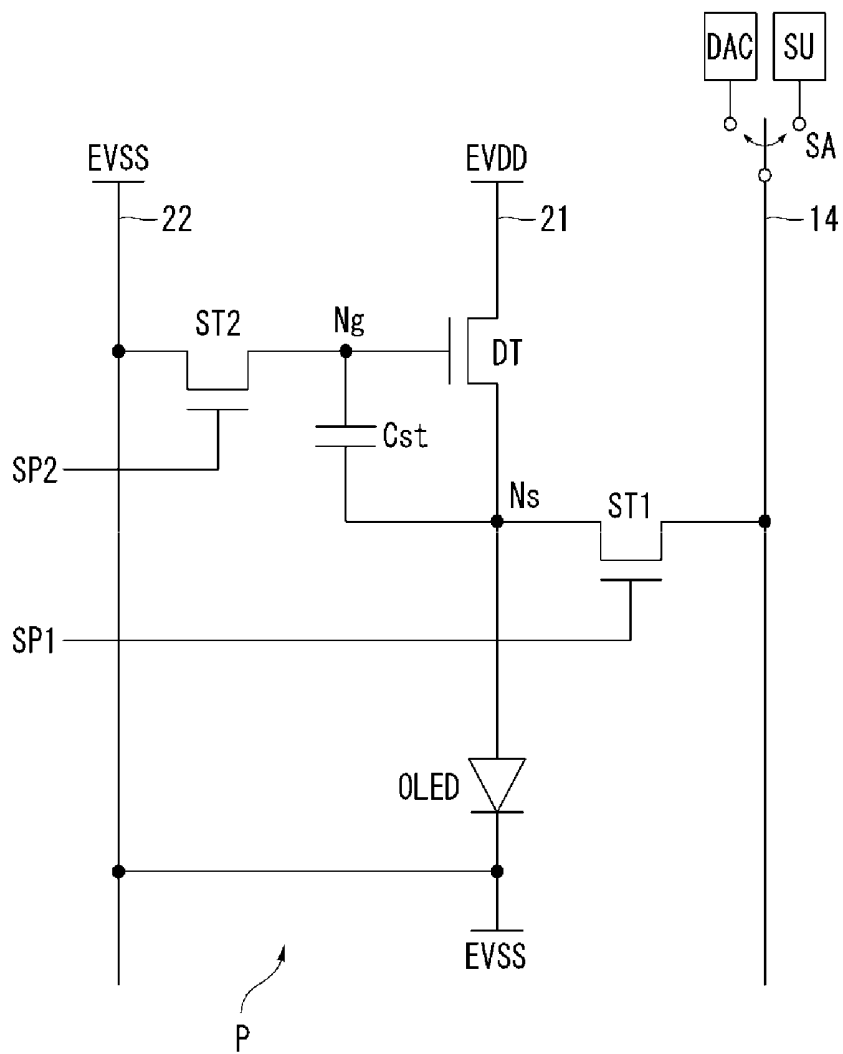 DAC SU
SA
EVSS EVDD
22 21 14
ST2 Ng
DT
Cst
SP2
Ns ST1
SP1
OLED
EVSS
P